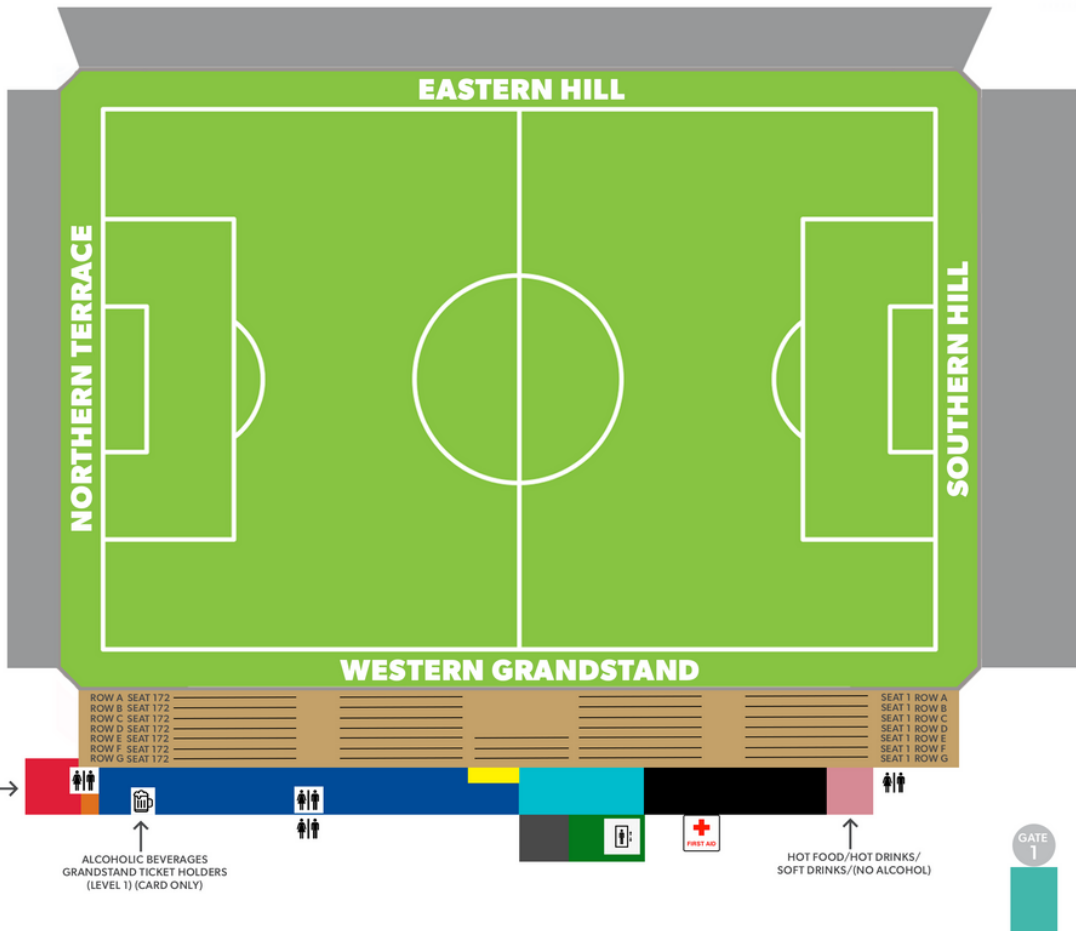 EASTERN HILL
NORTHERN TERRACE
SOUTHERN HILL
WESTERN GRANDSTAND
ROW A SEAT 172
ROW B SEAT 172
ROW C SEAT 172
ROW D SEAT 172
ROW E SEAT 172
ROW F SEAT 172
ROW G SEAT 172
SEAT 1 ROW A
SEAT 1 ROW B
SEAT 1 ROW C
SEAT 1 ROW D
SEAT 1 ROW E
SEAT 1 ROW F
SEAT 1 ROW G
FIRST AID
ALCOHOLIC BEVERAGES
GRANDSTAND TICKET HOLDERS
(LEVEL 1) (CARD ONLY)
HOT FOOD/HOT DRINKS/
SOFT DRINKS/(NO ALCOHOL)
GATE
1